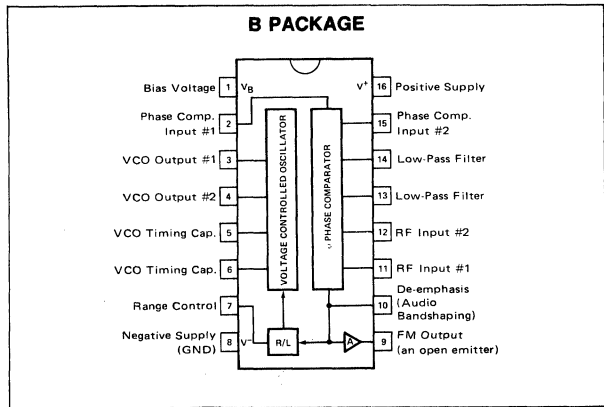 B PACKAGE
Bias Voltage 1 VB V+ 16 Positive Supply
Phase Comp.
Input #1 2 15 Phase Comp.
Input #2
VCO Output #1 3 14 Low-Pass Filter
VCO Output #2 4 13 Low-Pass Filter
VCO Timing Cap. 5 12 RF Input #2
VCO Timing Cap. 6 11 RF Input #1
Range Control 7 10 De-emphasis
(Audio
Bandshaping)
Negative Supply
(GND) 8 V- R/L A 9 FM Output
(an open emitter)
VOLTAGE CONTROLLED OSCILLATOR
PHASE COMPARATOR